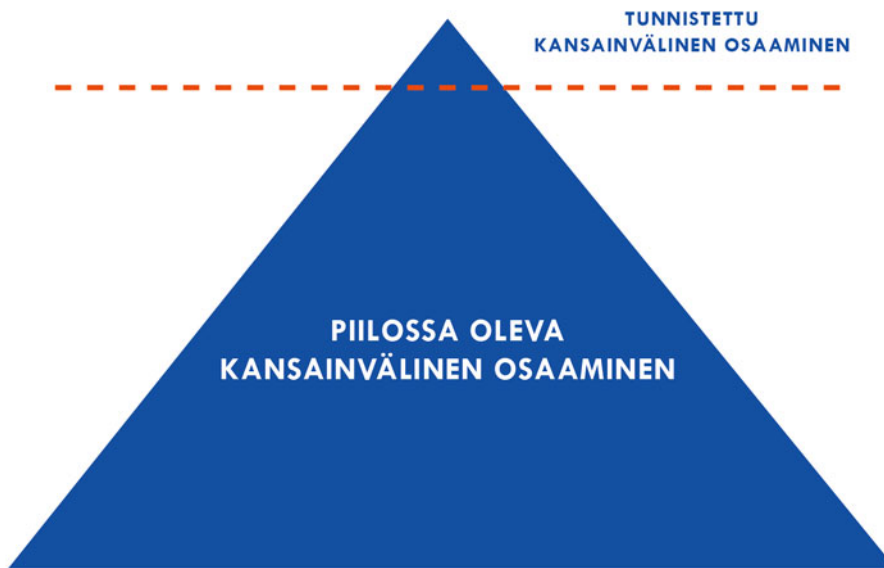 TUNNISTETTU
KANSAINVÄLINEN OSAAMINEN
PIILOSSA OLEVA
KANSAINVÄLINEN OSAAMINEN